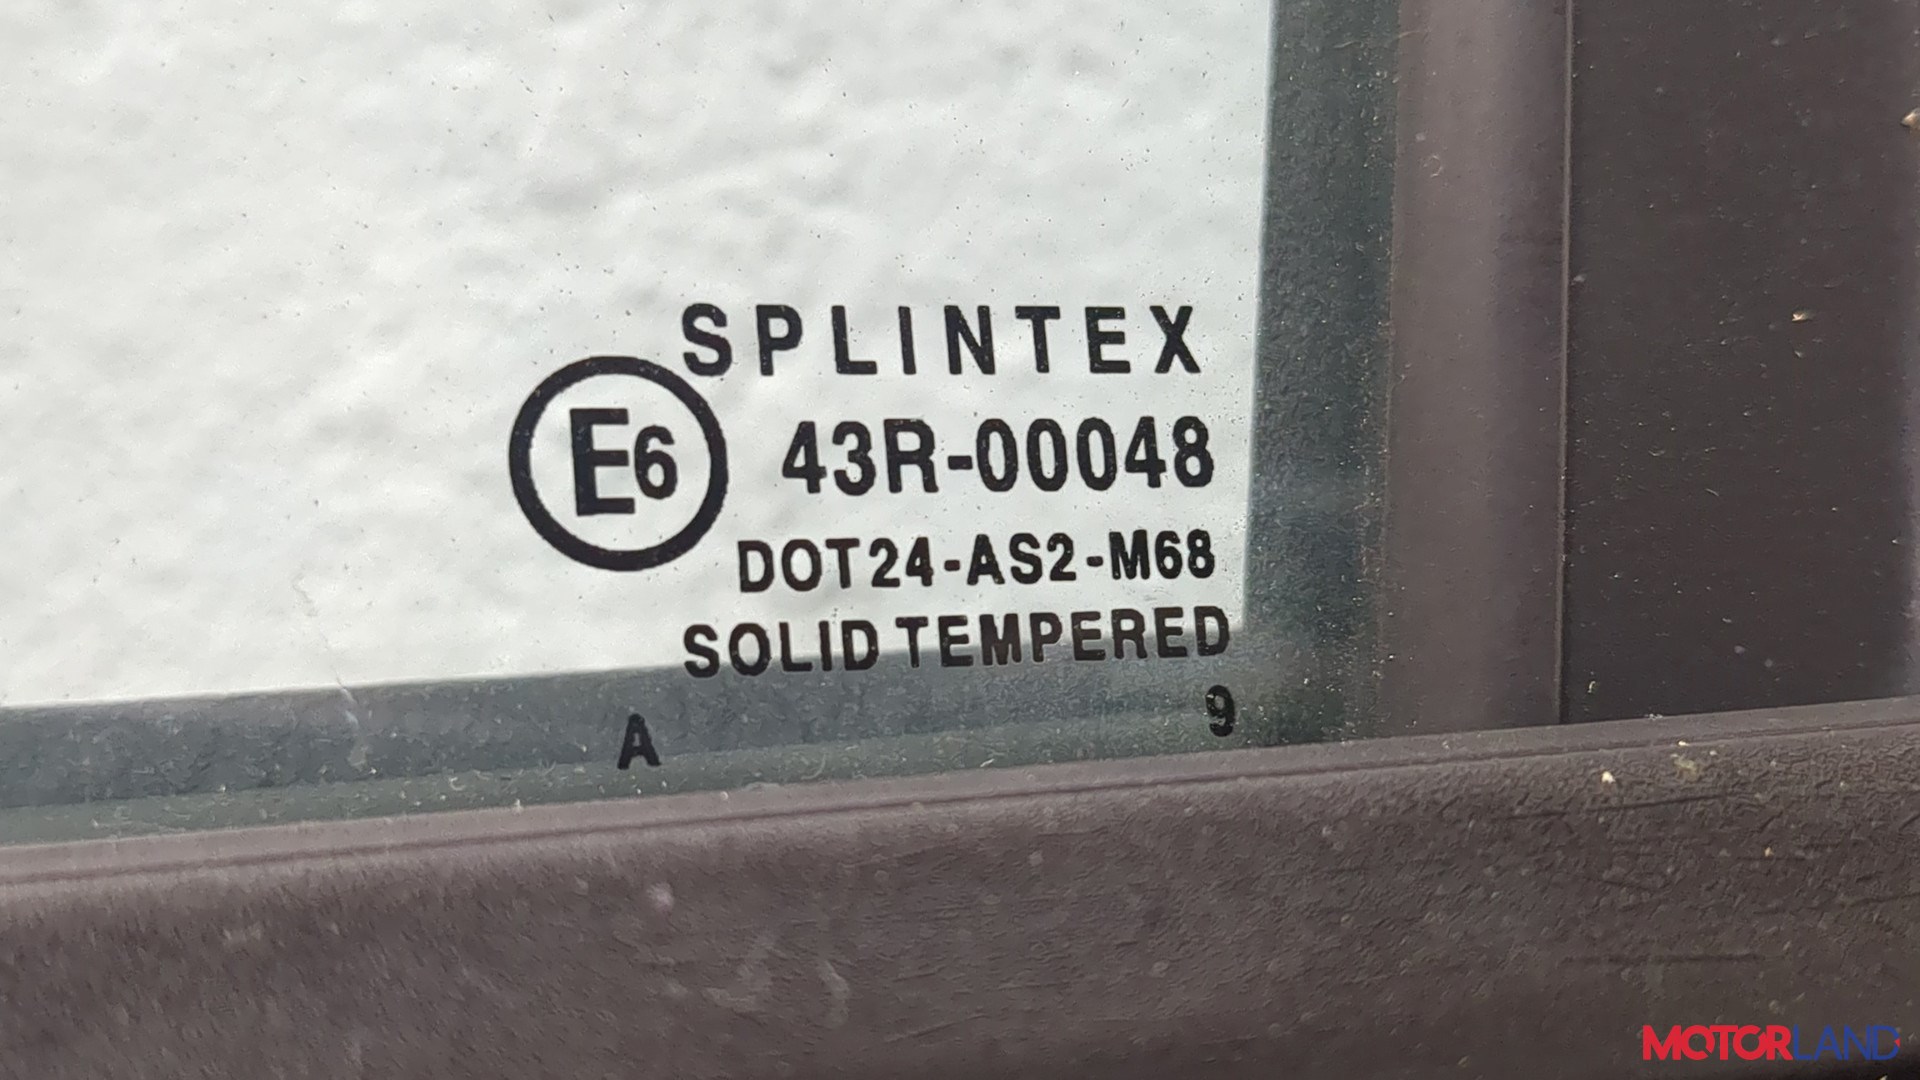 SPLINTEX
E6 43R-00048
DOT24-AS2-M68
SOLID TEMPERED
A 9
MOTORLAND